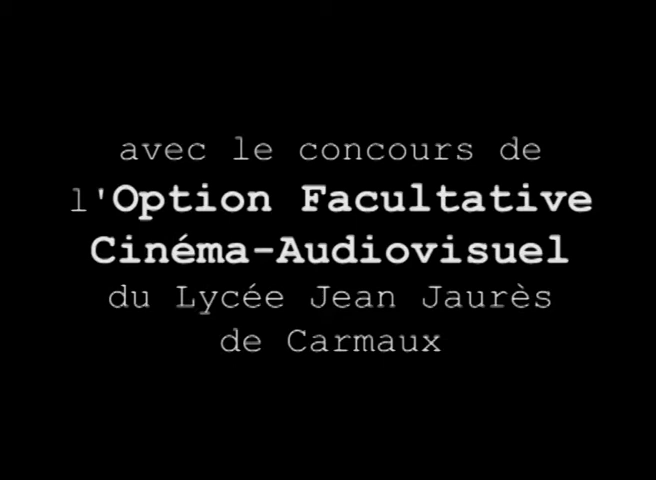 avec le concours de
l'Option Facultative
Cinéma-Audiovisuel
du Lycée Jean Jaurès
de Carmaux